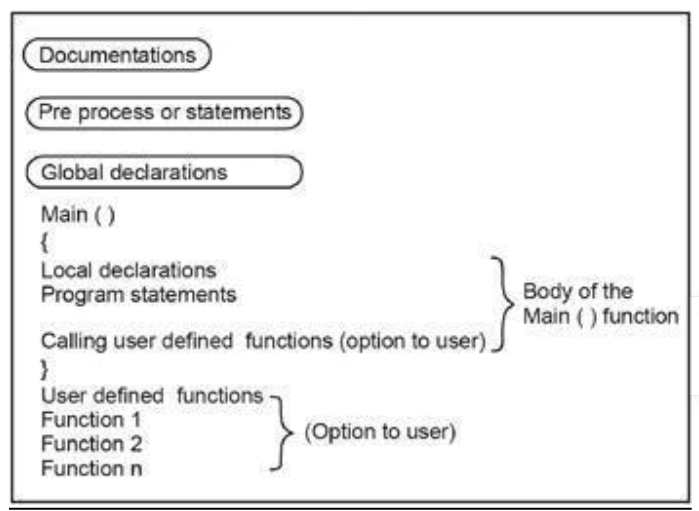 Documentations
Pre process or statements
Global declarations
Main ( )
{
Local declarations
Program statements
Body of the
Main ( ) function
Calling user defined functions (option to user)
}
User defined functions
Function 1
Function 2
Function n
(Option to user)